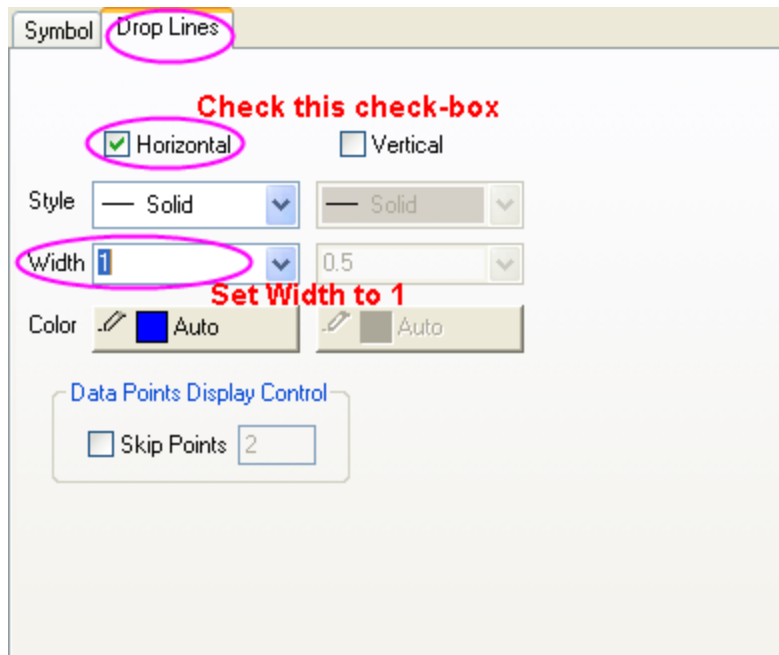 Symbol Drop Lines
Check this check-box
Horizontal Vertical
Style Solid Solid
Width 1 0.5
Set Width to 1
Color Auto Auto
Data Points Display Control
Skip Points 2